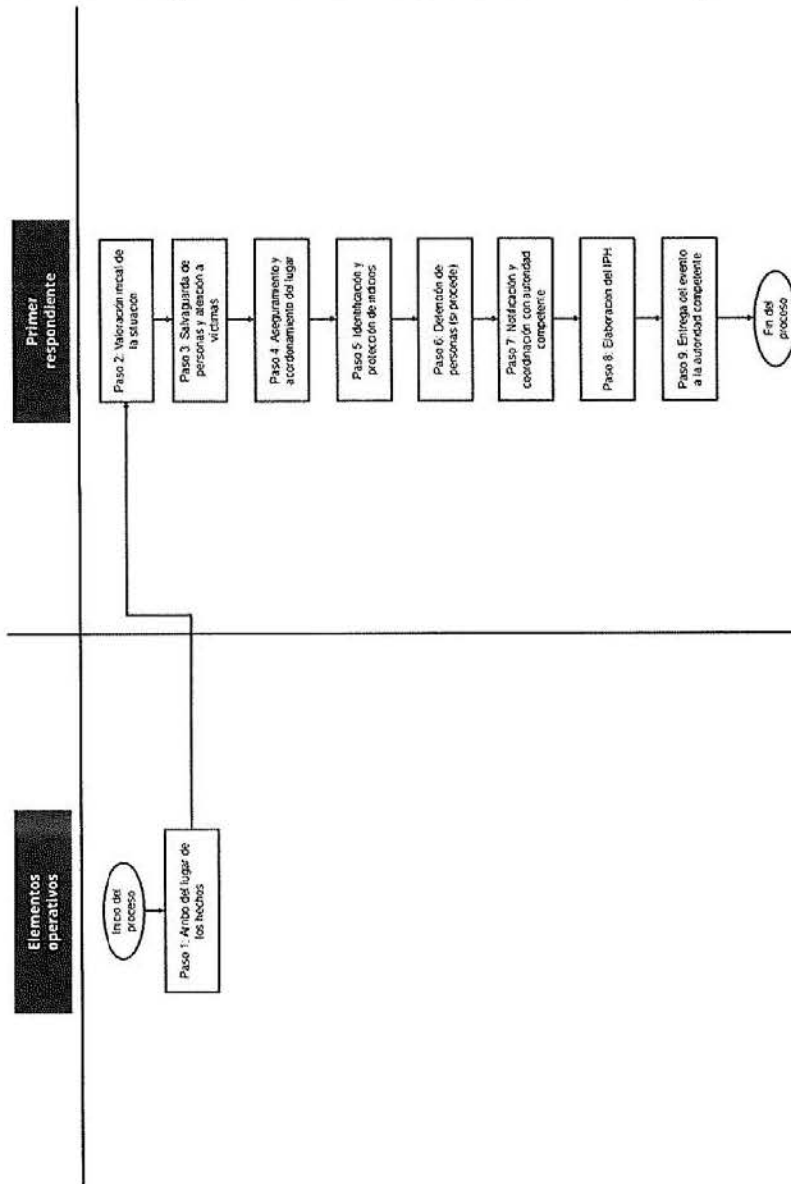 Elementos
operativos
Primer
respondiente
Inicio del
proceso
Paso 1: Arribo del lugar de
los hechos
Paso 2: Valoración inicial de
la situación
Paso 3: Salvaguarda de
personas y atención a
víctimas
Paso 4: Aseguramiento y
acordonamiento del lugar
Paso 5: Identificación y
protección de indicios
Paso 6: Detención de
personas (si procede)
Paso 7: Notificación y
coordinación con autoridad
competente
Paso 8: Elaboración del IPH
Paso 9: Entrega del evento
a la autoridad competente
Fin del
proceso